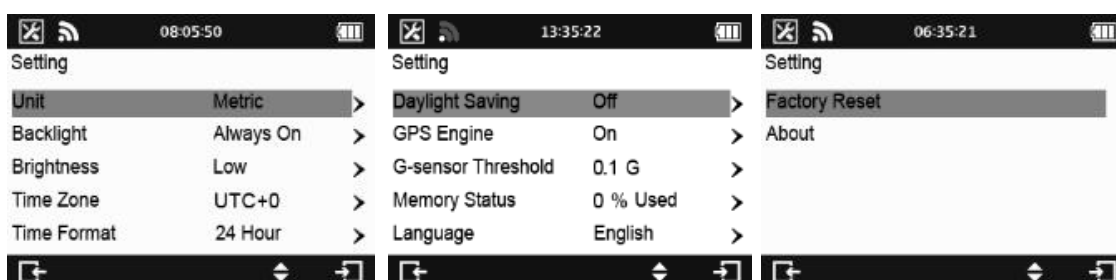 08:05:50
Setting
Unit Metric
Backlight Always On
Brightness Low
Time Zone UTC+0
Time Format 24 Hour
13:35:22
Setting
Daylight Saving Off
GPS Engine On
G-sensor Threshold 0.1 G
Memory Status 0 % Used
Language English
06:35:21
Setting
Factory Reset
About